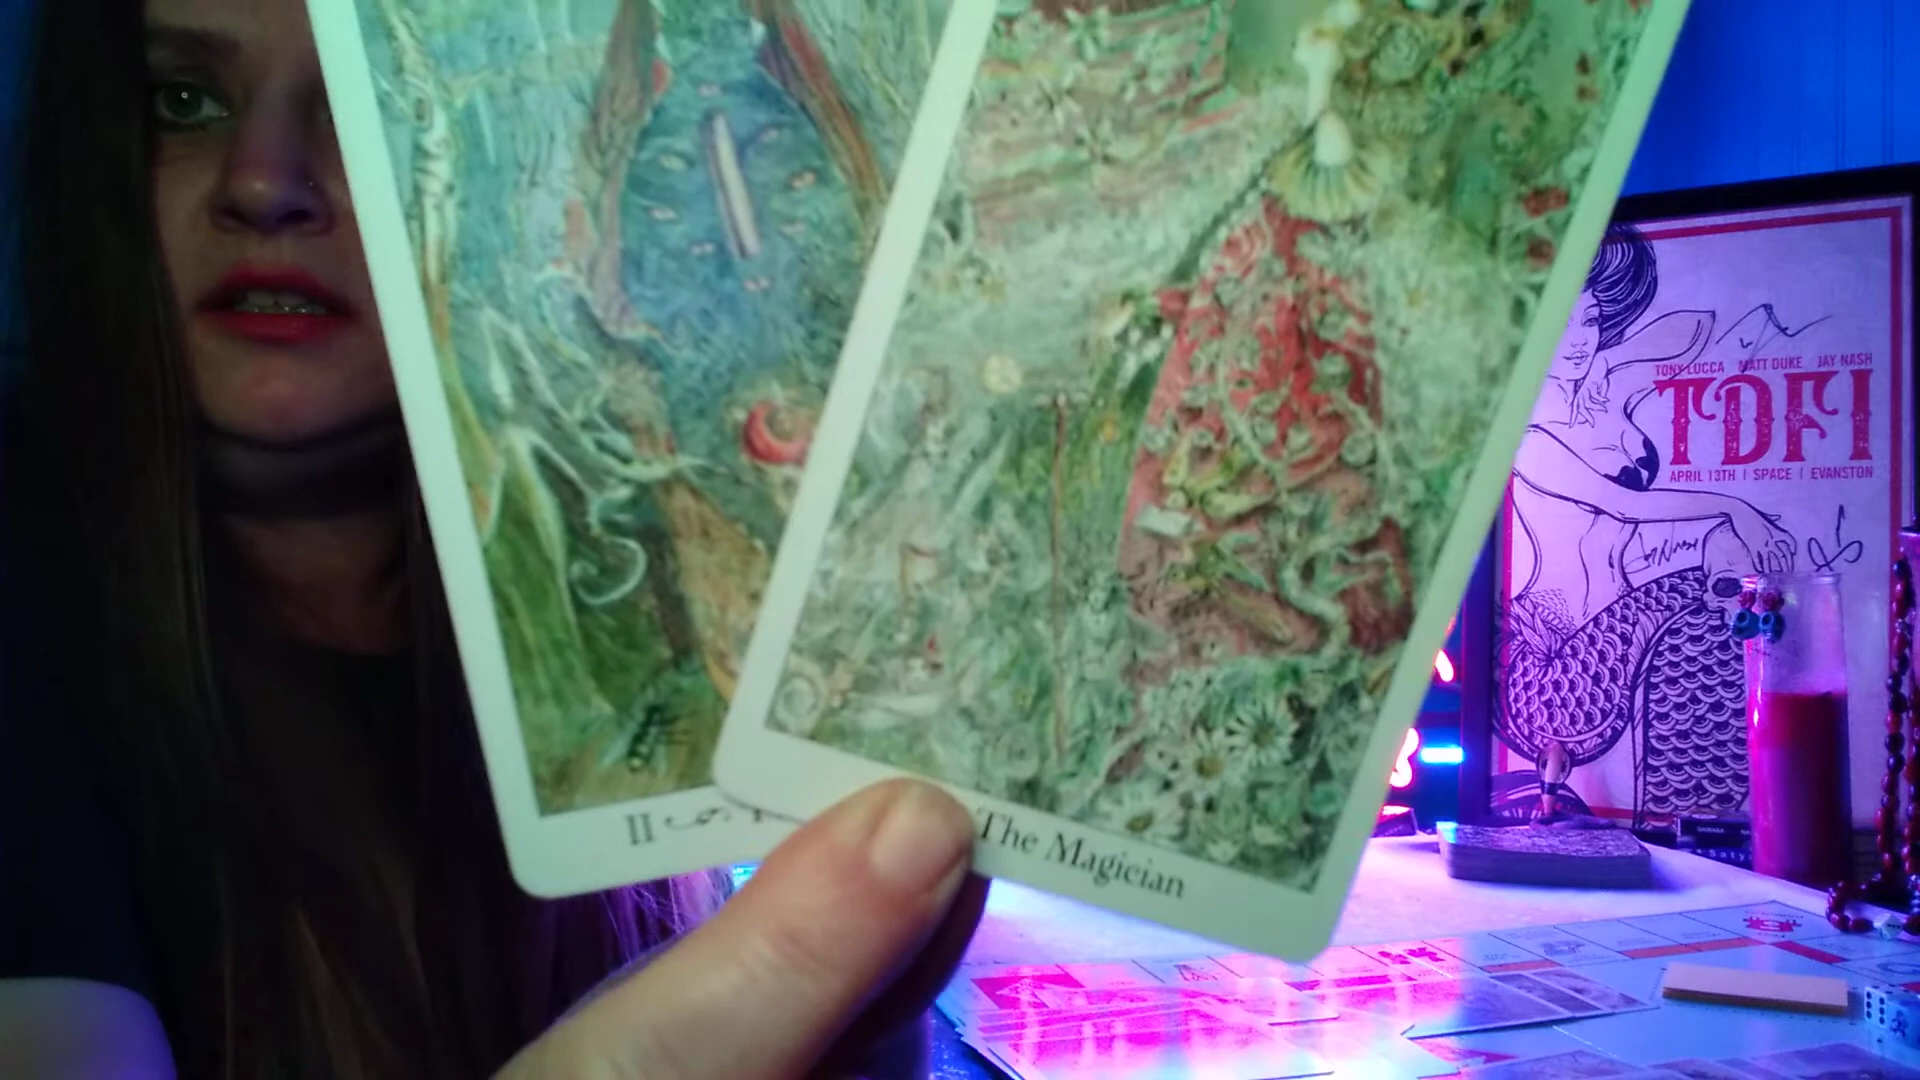 TONY LUCCA MATT DUKE JAY NASH
TDFI
APRIL 13TH | SPACE | EVANSTON
II
The Magician